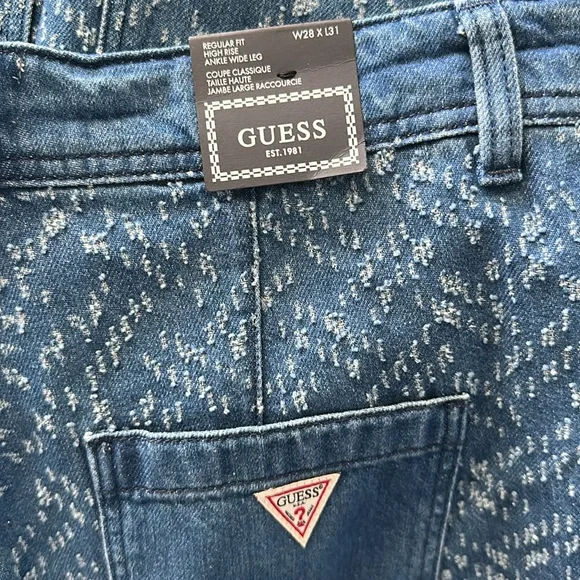 REGULAR FIT
HIGH RISE
ANKLE WIDE LEG
W28 X L31
COUPE CLASSIQUE
TAILLE HAUTE
JAMBE LARGE RACCOURCIE
GUESS
EST. 1981
GUESS®
?